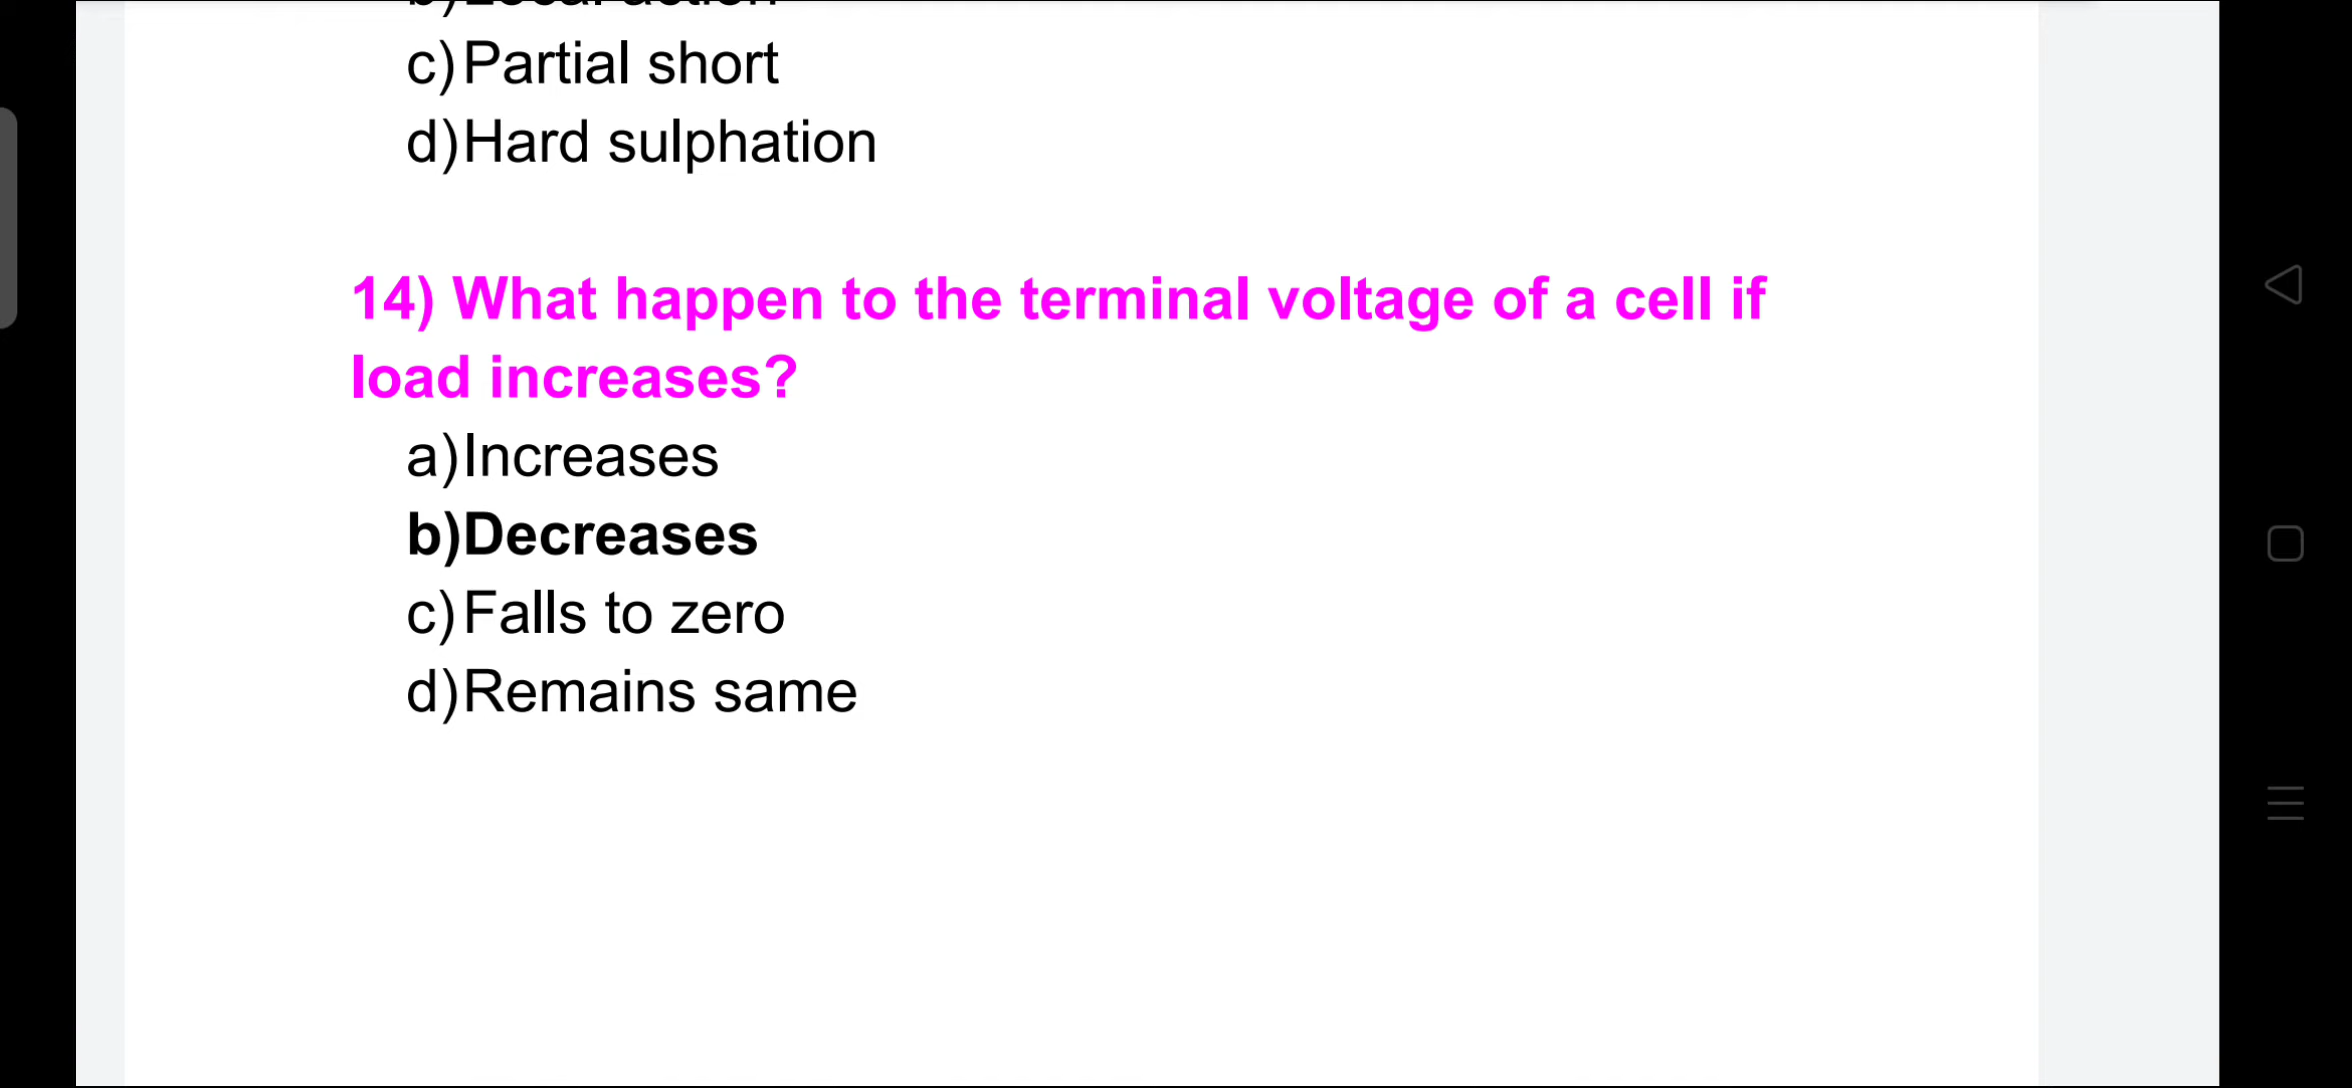 c) Partial short
d) Hard sulphation
14) What happen to the terminal voltage of a cell if
load increases?
a) Increases
b) Decreases
c) Falls to zero
d) Remains same